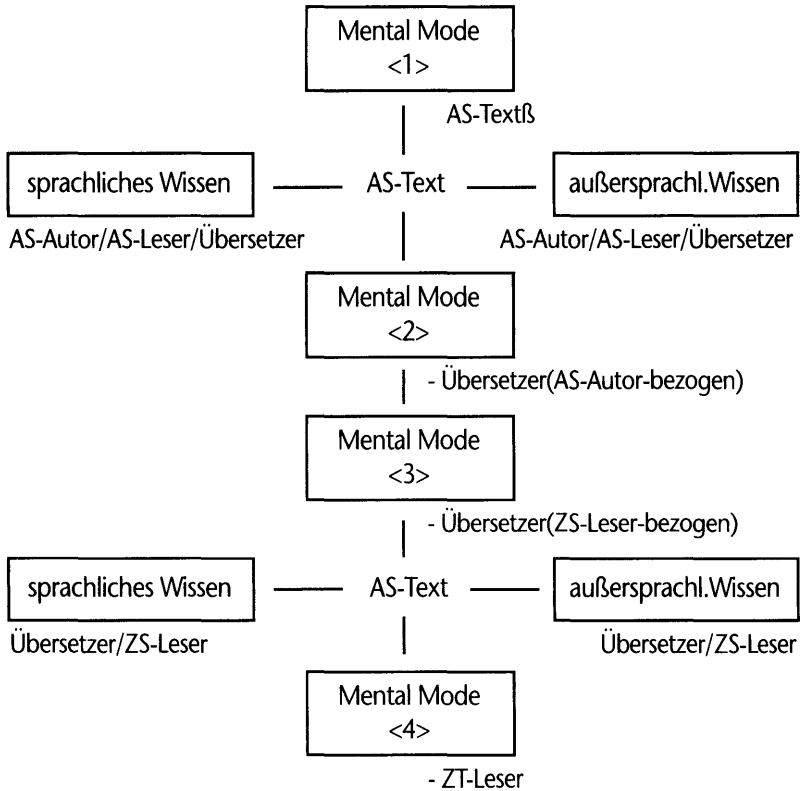 Mental Mode
<1>
AS-Textß
sprachliches Wissen
AS-Text
außersprachl.Wissen
AS-Autor/AS-Leser/Übersetzer
AS-Autor/AS-Leser/Übersetzer
Mental Mode
<2>
- Übersetzer(AS-Autor-bezogen)
Mental Mode
<3>
- Übersetzer(ZS-Leser-bezogen)
sprachliches Wissen
AS-Text
außersprachl.Wissen
Übersetzer/ZS-Leser
Übersetzer/ZS-Leser
Mental Mode
<4>
- ZT-Leser